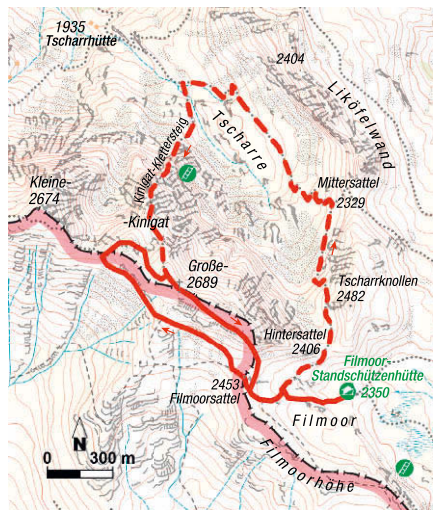 1935
Tscharrhütte
2404
Liköfelwand
Tscharre
Kinigat-Klettersteig
Mittersattel
2329
Kleine-
2674
-Kinigat
Große-
2689
Tscharrknollen
2482
Hintersattel
2406
Filmoor-
Standschützenhütte
2350
2453
Filmoorsattel
Filmoor
Filmoorhöhe
N
0 300 m